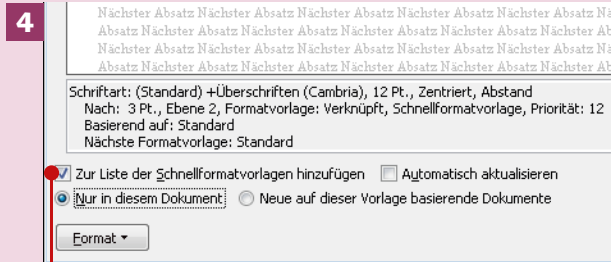 4
Nächster Absatz Nächster Absatz Nächster Absatz Nächster Absatz Nächster Absatz
Absatz Nächster Absatz Nächster Absatz Nächster Absatz Nächster Absatz Nächster
Nächster Absatz Nächster Absatz Nächster Absatz Nächster Absatz Nächster Absatz
Absatz Nächster Absatz Nächster Absatz Nächster Absatz Nächster Absatz Nächster
Schriftart: (Standard) +Überschriften (Cambria), 12 Pt., Zentriert, Abstand
Nach: 3 Pt., Ebene 2, Formatvorlage: Verknüpft, Schnellformatvorlage, Priorität: 12
Basierend auf: Standard
Nächste Formatvorlage: Standard
Zur Liste der Schnellformatvorlagen hinzufügen Automatisch aktualisieren
Nur in diesem Dokument Neue auf dieser Vorlage basierende Dokumente
Format